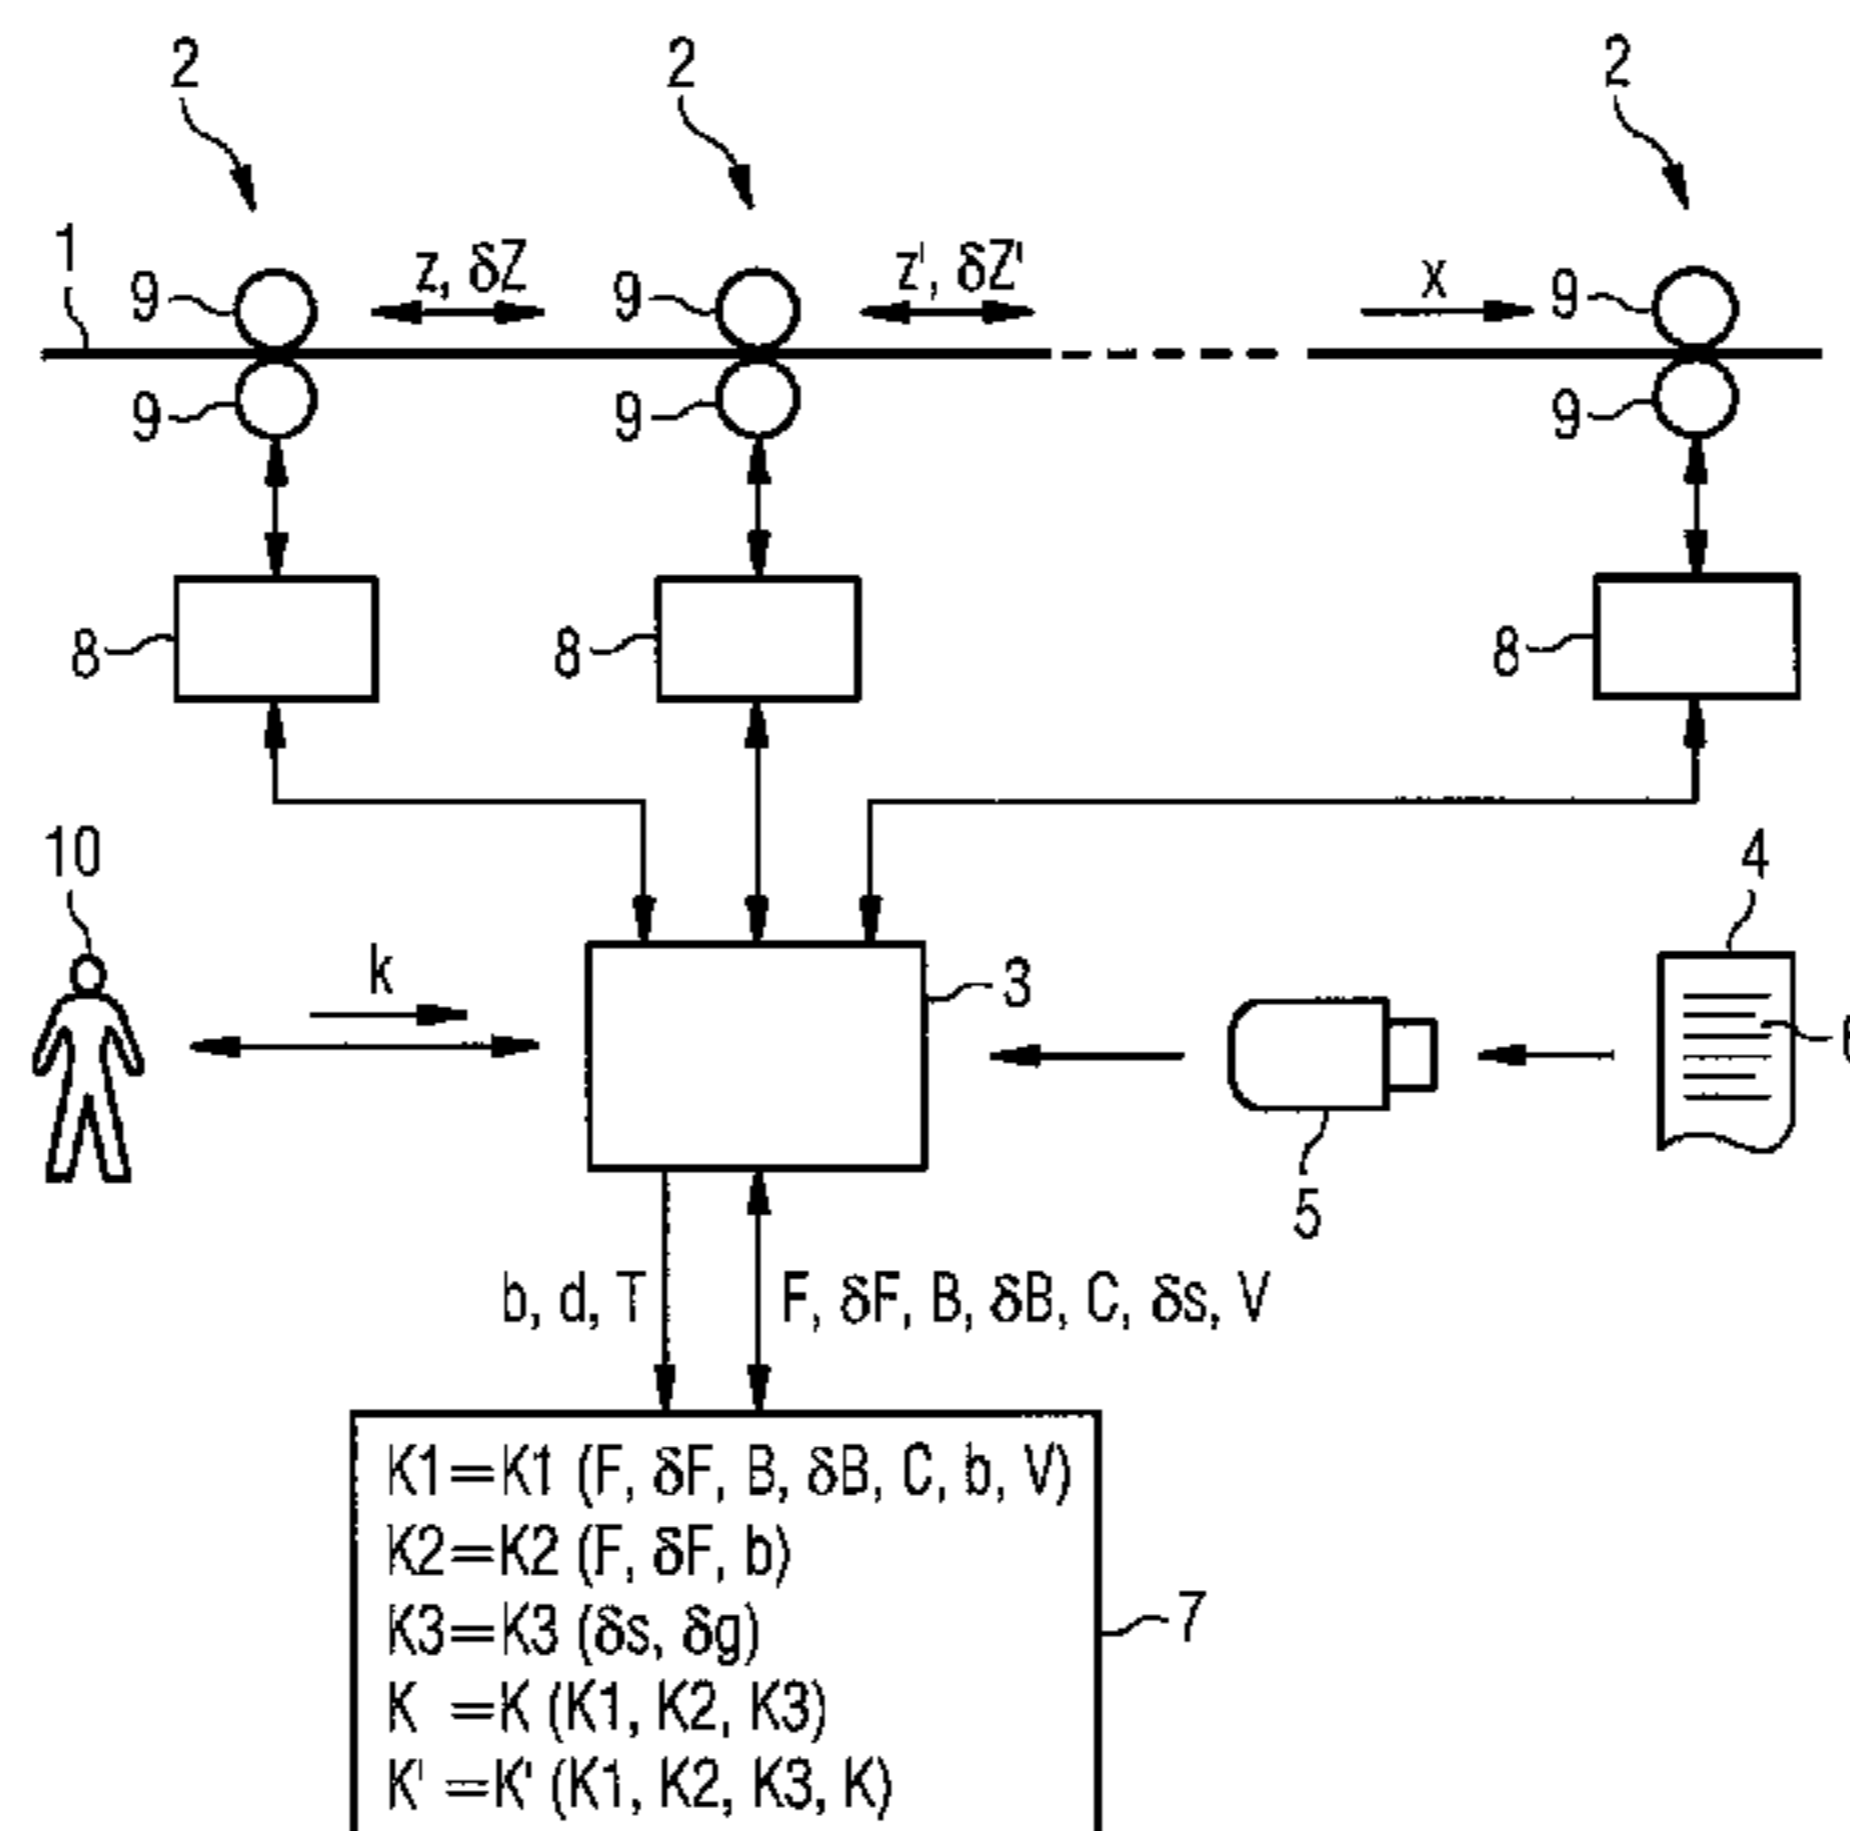 2 2 2
1 9 z, δZ 9 z', δZ' x 9
9 9 9
8 8 8
10 4
k 3
5
b, d, T F, δF, B, δB, C, δs, V
K1=K1 (F, δF, B, δB, C, b, V)
K2=K2 (F, δF, b)
K3=K3 (δs, δg) 7
K =K (K1, K2, K3)
K' =K' (K1, K2, K3, K)